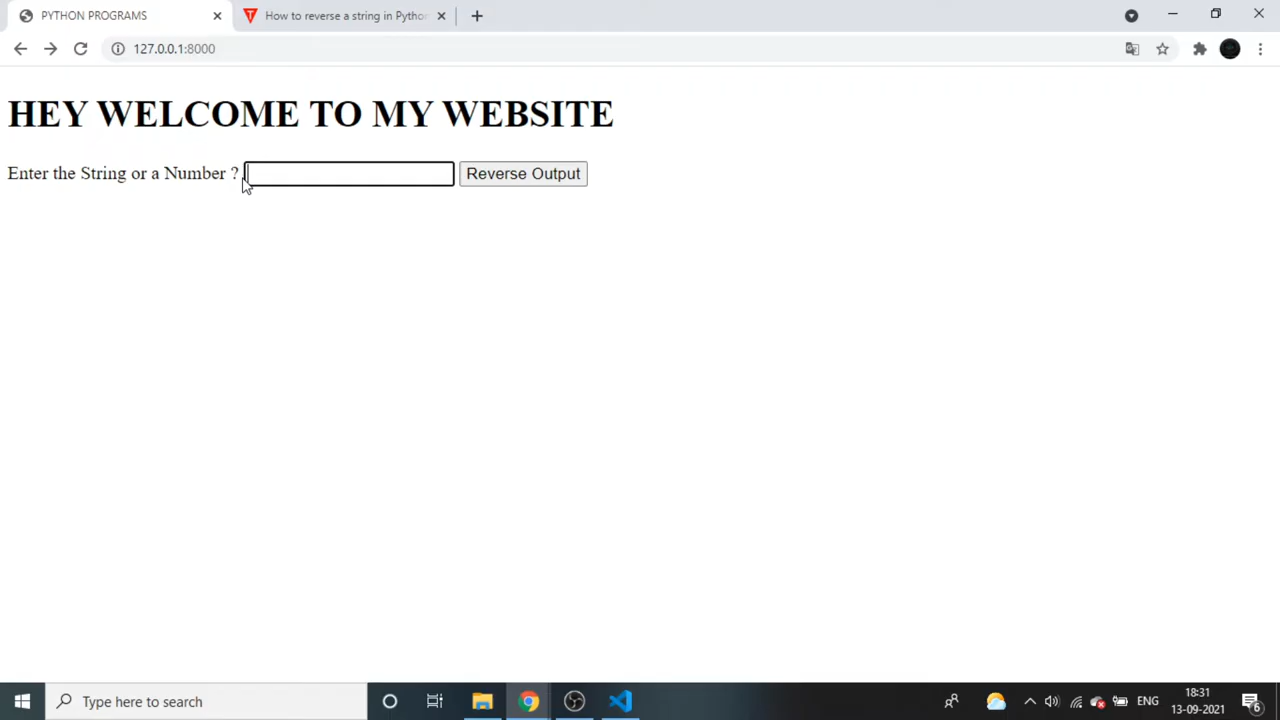 PYTHON PROGRAMS
How to reverse a string in Pytho
127.0.0.1:8000
HEY WELCOME TO MY WEBSITE
Enter the String or a Number ?
Reverse Output
Type here to search
ENG
18:31
13-09-2021
6